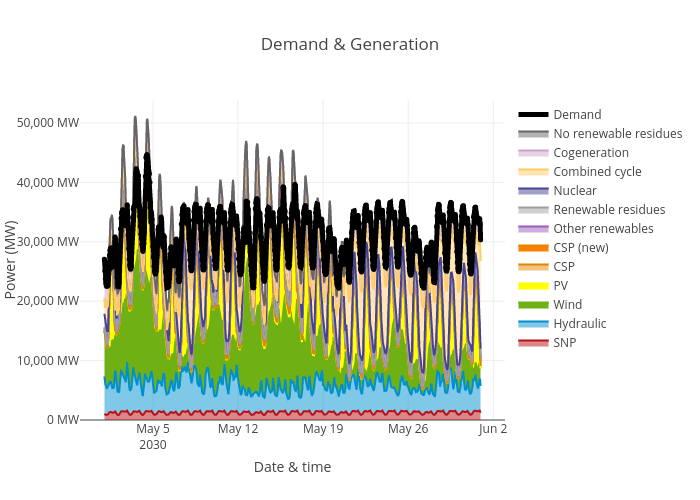 Demand & Generation
50,000 MW
40,000 MW
30,000 MW
20,000 MW
10,000 MW
0 MW
Power (MW)
May 5
2030
May 12
May 19
May 26
Jun 2
Date & time
Demand
No renewable residues
Cogeneration
Combined cycle
Nuclear
Renewable residues
Other renewables
CSP (new)
CSP
PV
Wind
Hydraulic
SNP